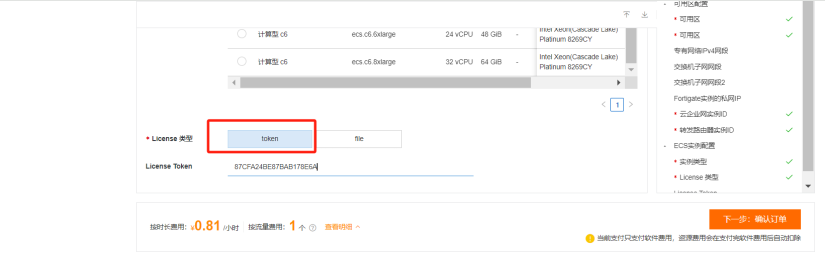 可用区配置
* 可用区
* 可用区
专有网络IPv4网段
交换机子网网段
交换机子网网段2
Fortigate实例的私网IP
* 云企业网实例ID
* 转发路由器实例ID
- ECS实例配置
* 实例类型
* License 类型
License Token
计算型 c6 ecs.c6.6xlarge 24 vCPU 48 GiB - Intel Xeon(Cascade Lake) Platinum 8269CY
计算型 c6 ecs.c6.8xlarge 32 vCPU 64 GiB - Intel Xeon(Cascade Lake) Platinum 8269CY
< 1 >
* License 类型 token file
License Token 87CFA24BE87BAB178E6A
按时长费用: ¥0.81 /小时 按流量费用: 1 个 查看明细
下一步：确认订单
当前支付只支付软件费用，资源费用会在支付完软件费用后自动扣除